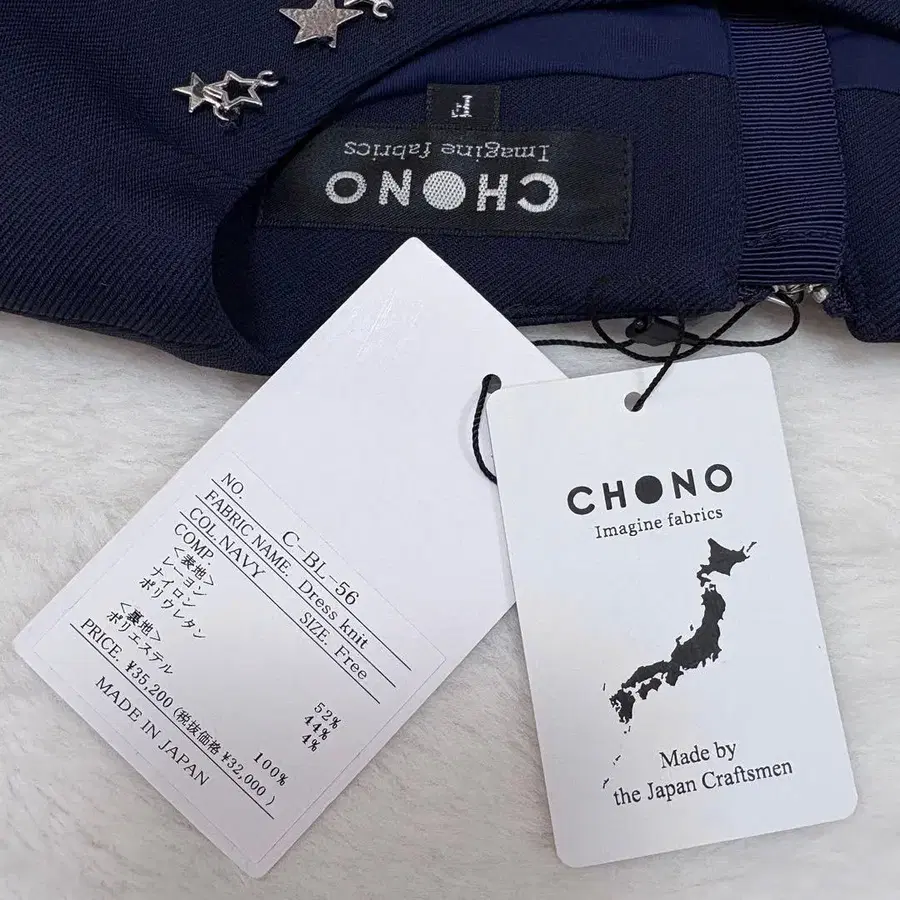 F
CHONO
Imagine fabrics
NO. C-BL-56
FABRIC NAME. Dress knit
COL. NAVY SIZE. Free
COMP.
<表地>
レーヨン 52%
ナイロン 44%
ポリウレタン 4%
<裏地>
ポリエステル 100%
PRICE. ¥35,200 (税抜価格 ¥32,000)
MADE IN JAPAN
CHONO
Imagine fabrics
Made by
the Japan Craftsmen